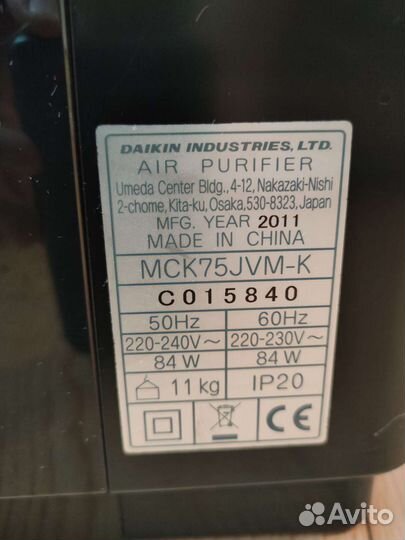 DAIKIN INDUSTRIES, LTD.
AIR PURIFIER
Umeda Center Bldg., 4-12, Nakazaki-Nishi
2-chome, Kita-ku, Osaka, 530-8323, Japan
MFG. YEAR 2011
MADE IN CHINA
MCK75JVM-K
C015840
50Hz 60Hz
220-240V~ 220-230V~
84 W 84 W
11kg IP20
CE
Avito